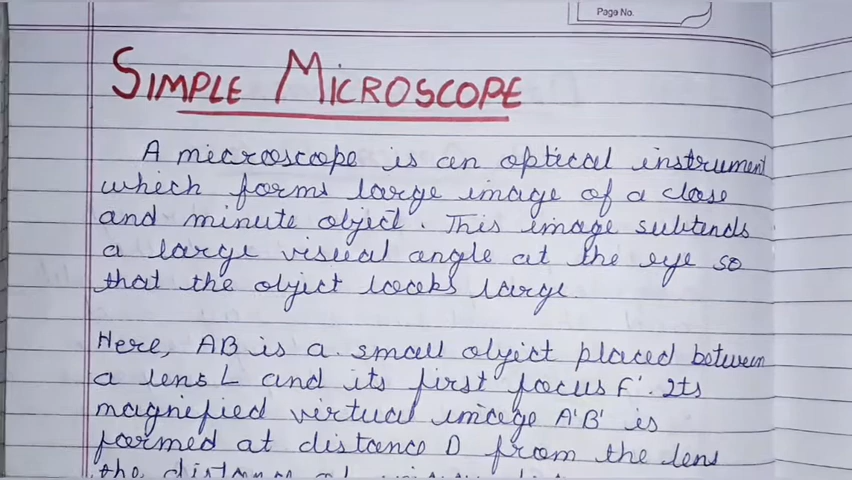 Page No.
SIMPLE MICROSCOPE
A microscope is an optical instrument
which forms large image of a close
and minute object. This image subtends
a large visual angle at the eye so
that the object looks large.
Here, AB is a small object placed between
a lens L and its first focus F'. Its
magnified virtual image A'B' is
formed at distance D from the lens
the